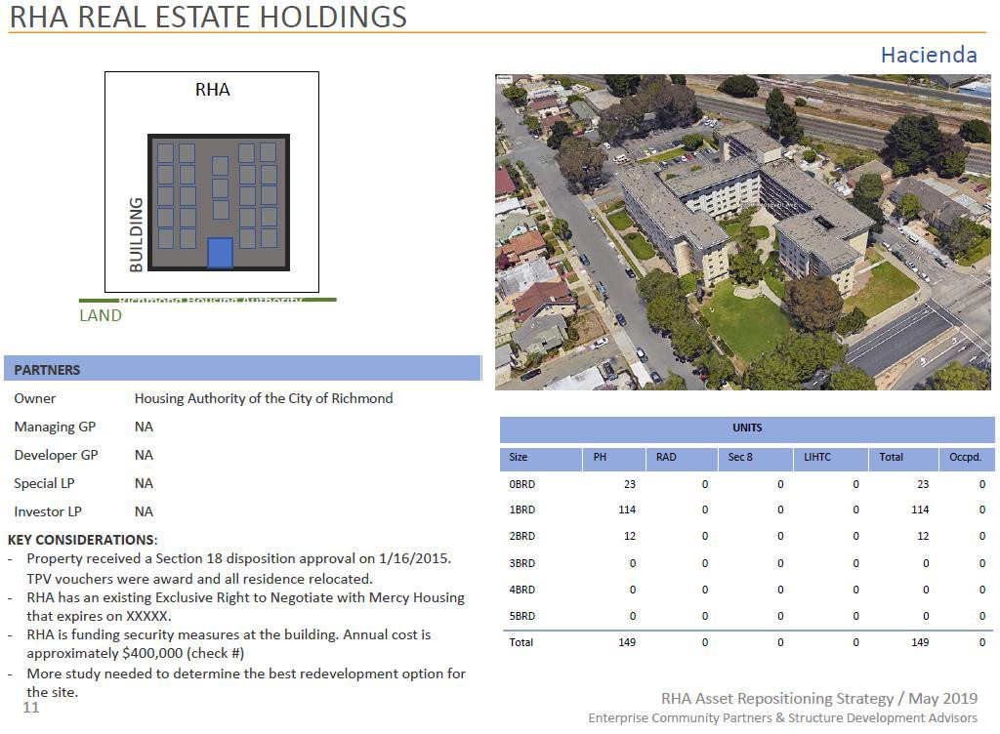 RHA REAL ESTATE HOLDINGS
Hacienda
RHA
BUILDING
Richmond Housing Authority
LAND
PARTNERS
Owner Housing Authority of the City of Richmond
Managing GP NA
Developer GP NA
Special LP NA
Investor LP NA
KEY CONSIDERATIONS:
- Property received a Section 18 disposition approval on 1/16/2015.
TPV vouchers were award and all residence relocated.
- RHA has an existing Exclusive Right to Negotiate with Mercy Housing
that expires on XXXXX.
- RHA is funding security measures at the building. Annual cost is
approximately $400,000 (check #)
- More study needed to determine the best redevelopment option for
the site.
UNITS
Size PH RAD Sec 8 LIHTC Total Occpd.
0BRD 23 0 0 0 23 0
1BRD 114 0 0 0 114 0
2BRD 12 0 0 0 12 0
3BRD 0 0 0 0 0 0
4BRD 0 0 0 0 0 0
5BRD 0 0 0 0 0 0
Total 149 0 0 0 149 0
11
RHA Asset Repositioning Strategy / May 2019
Enterprise Community Partners & Structure Development Advisors